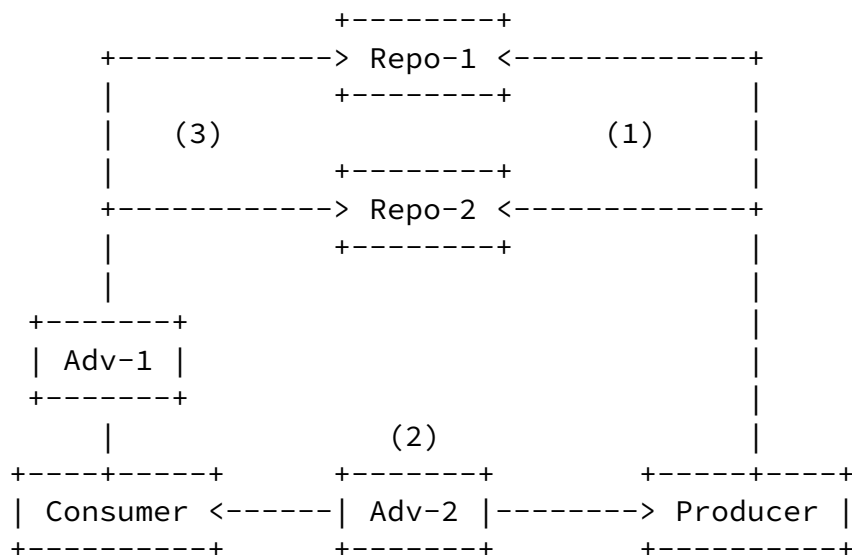 +--------+
+------------> Repo-1 <------------+
| +--------+ |
| (3) (1) |
| +--------+ |
+------------> Repo-2 <------------+
| +--------+ |
| |
+-------+ |
| Adv-1 | |
+-------+ |
| (2) |
+----+-----+ +-------+ +-----+----+
| Consumer <------| Adv-2 |--------> Producer |
+----------+ +-------+ +----------+